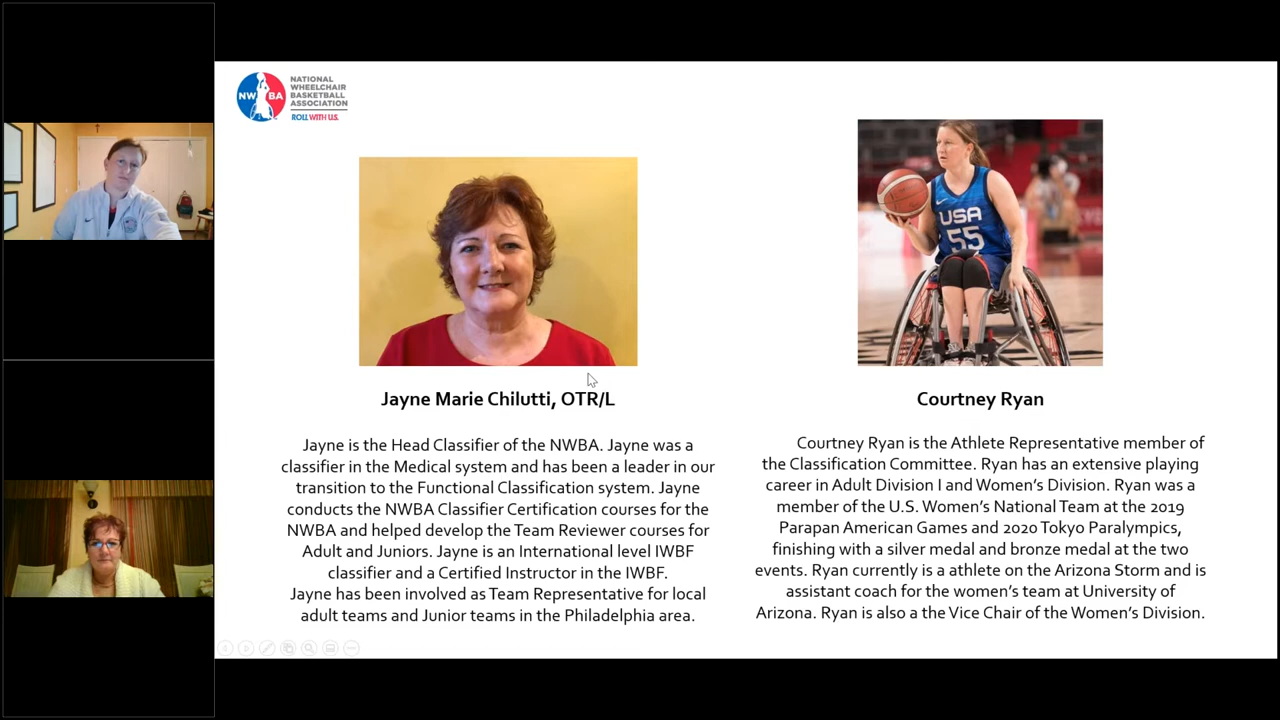 NWBA
NATIONAL
WHEELCHAIR
BASKETBALL
ASSOCIATION
ROLL WITH US.
USA
55
Jayne Marie Chilutti, OTR/L
Jayne is the Head Classifier of the NWBA. Jayne was a
classifier in the Medical system and has been a leader in our
transition to the Functional Classification system. Jayne
conducts the NWBA Classifier Certification courses for the
NWBA and helped develop the Team Reviewer courses for
Adult and Juniors. Jayne is an International level IWBF
classifier and a Certified Instructor in the IWBF.
Jayne has been involved as Team Representative for local
adult teams and Junior teams in the Philadelphia area.
Courtney Ryan
Courtney Ryan is the Athlete Representative member of
the Classification Committee. Ryan has an extensive playing
career in Adult Division I and Women's Division. Ryan was a
member of the U.S. Women's National Team at the 2019
Parapan American Games and 2020 Tokyo Paralympics,
finishing with a silver medal and bronze medal at the two
events. Ryan currently is a athlete on the Arizona Storm and is
assistant coach for the women's team at University of
Arizona. Ryan is also a the Vice Chair of the Women's Division.